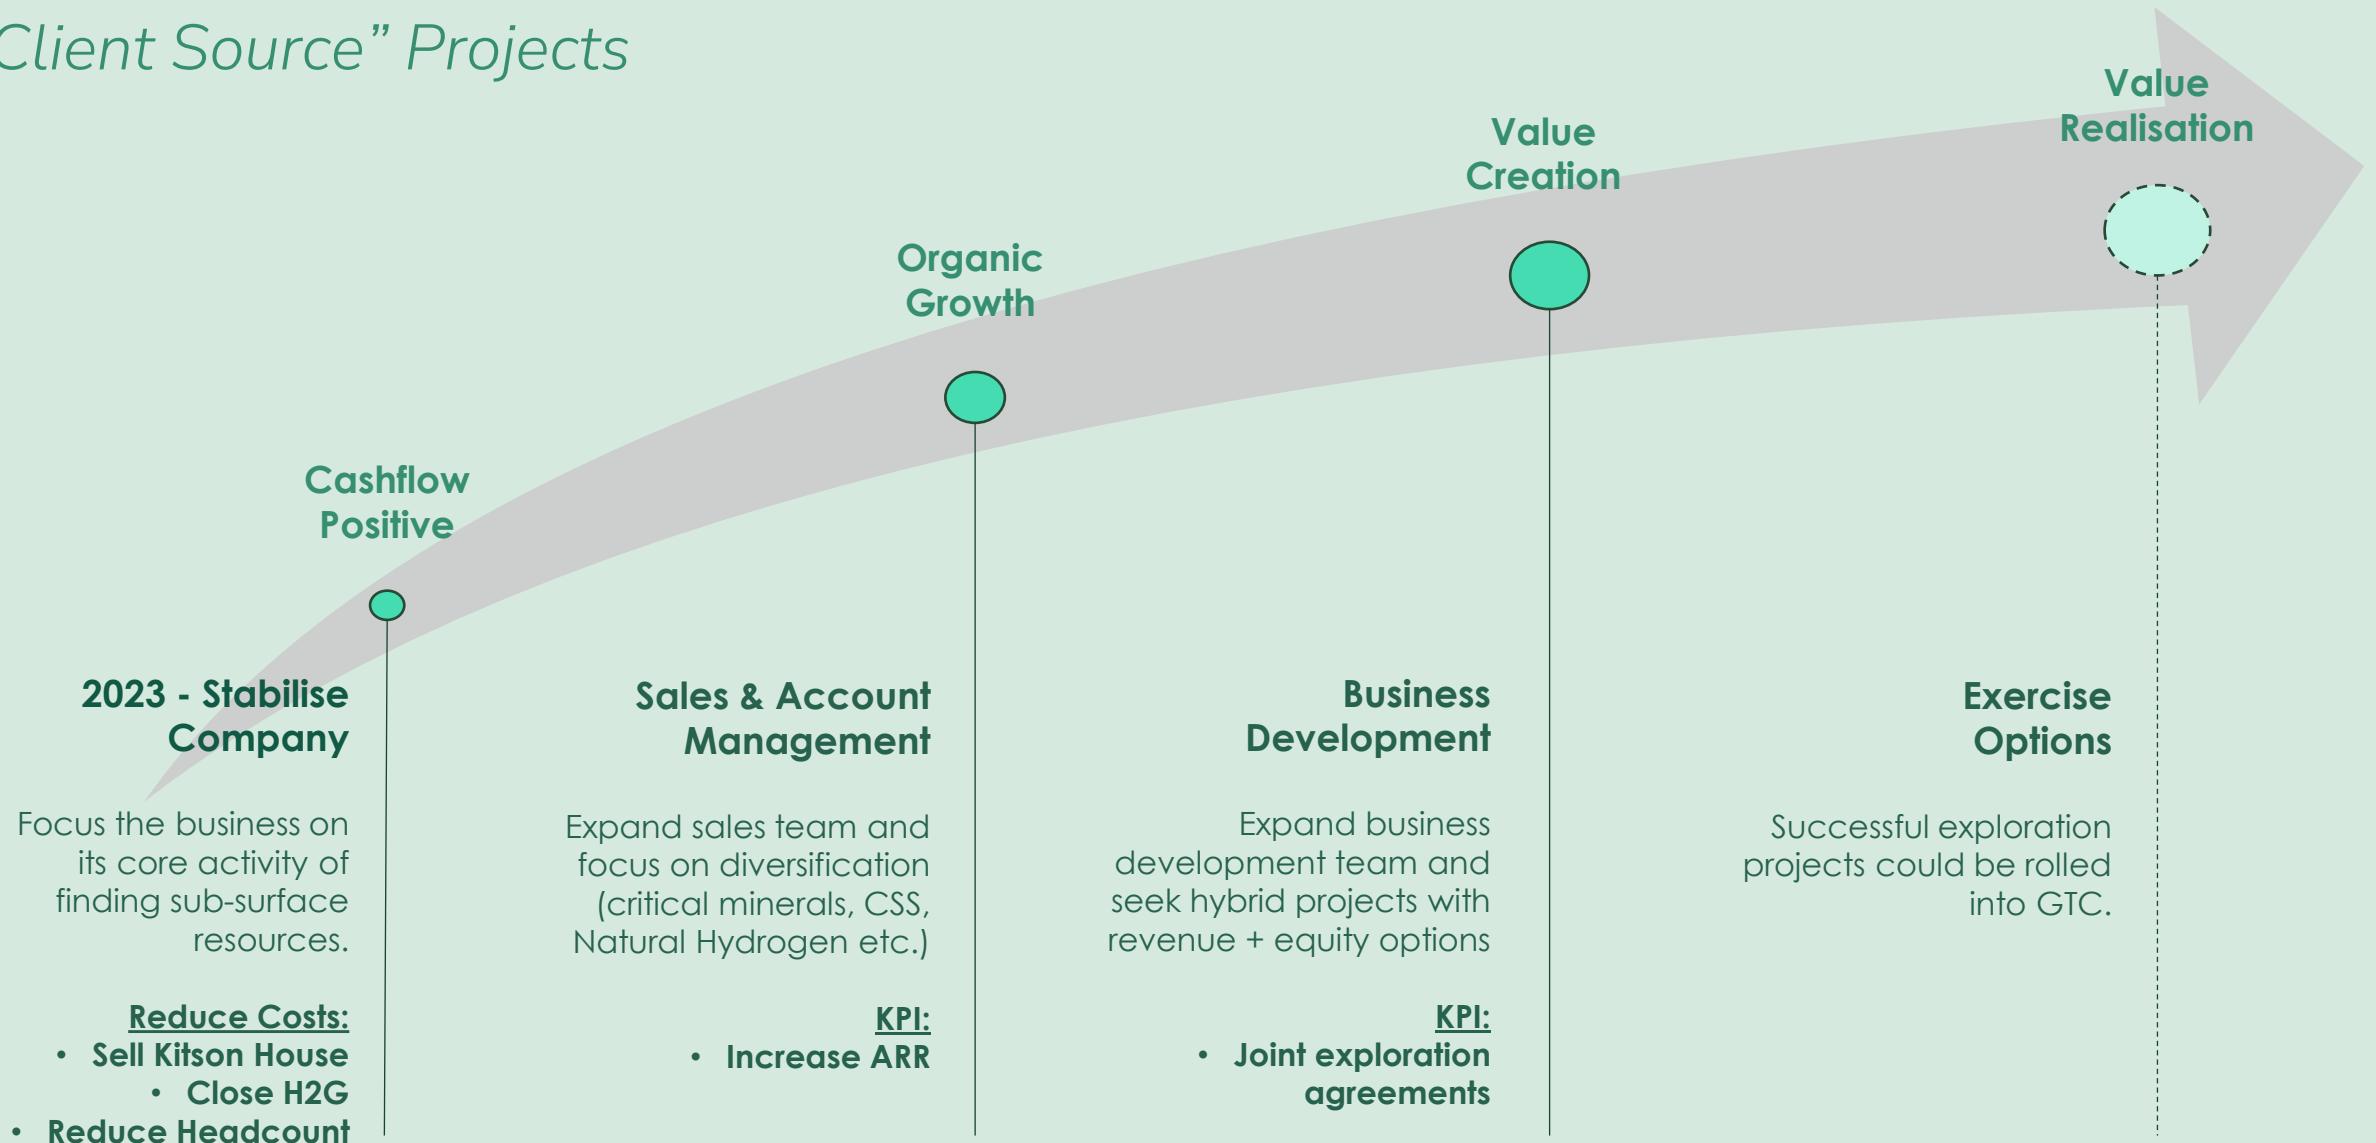 Client Source” Projects
Value
Realisation
Value
Creation
Organic
Growth
Cashflow
Positive
2023 - Stabilise
Company
Focus the business on
its core activity of
finding sub-surface
resources.
Reduce Costs:
• Sell Kitson House
• Close H2G
• Reduce Headcount
Sales & Account
Management
Expand sales team and
focus on diversification
(critical minerals, CSS,
Natural Hydrogen etc.)
KPI:
• Increase ARR
Business
Development
Expand business
development team and
seek hybrid projects with
revenue + equity options
KPI:
• Joint exploration
agreements
Exercise
Options
Successful exploration
projects could be rolled
into GTC.